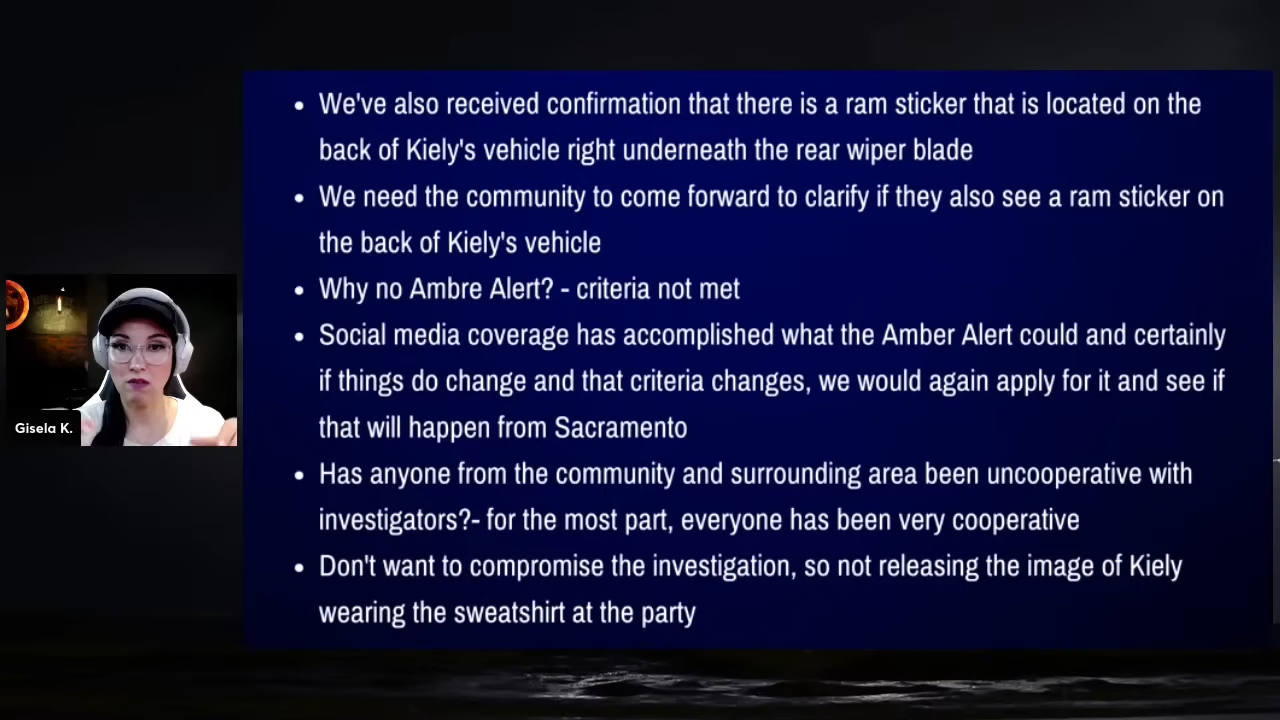 • We've also received confirmation that there is a ram sticker that is located on the
back of Kiely's vehicle right underneath the rear wiper blade
• We need the community to come forward to clarify if they also see a ram sticker on
the back of Kiely's vehicle
• Why no Ambre Alert? - criteria not met
• Social media coverage has accomplished what the Amber Alert could and certainly
if things do change and that criteria changes, we would again apply for it and see if
that will happen from Sacramento
• Has anyone from the community and surrounding area been uncooperative with
investigators?- for the most part, everyone has been very cooperative
• Don't want to compromise the investigation, so not releasing the image of Kiely
wearing the sweatshirt at the party
Gisela K.